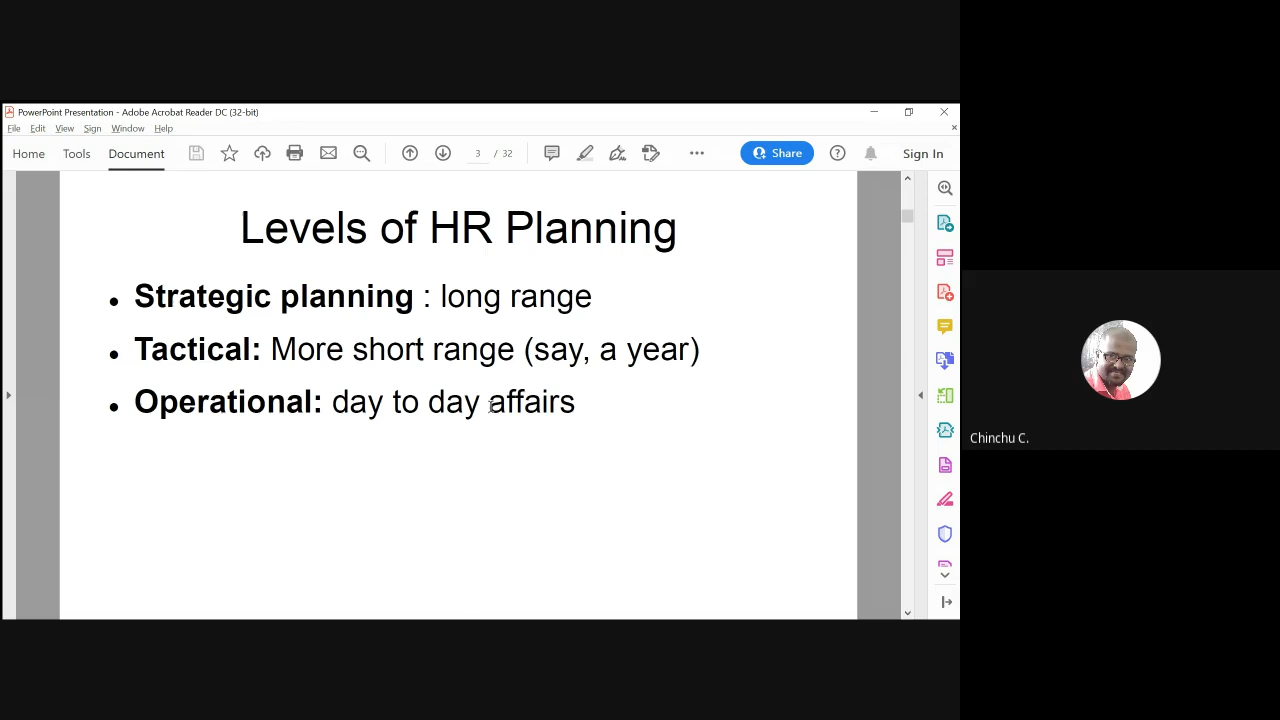 PowerPoint Presentation - Adobe Acrobat Reader DC (32-bit)
File Edit View Sign Window Help
Home Tools Document 3 / 32 Share Sign In
Levels of HR Planning
• Strategic planning : long range
• Tactical: More short range (say, a year)
• Operational: day to day affairs
Chinchu C.